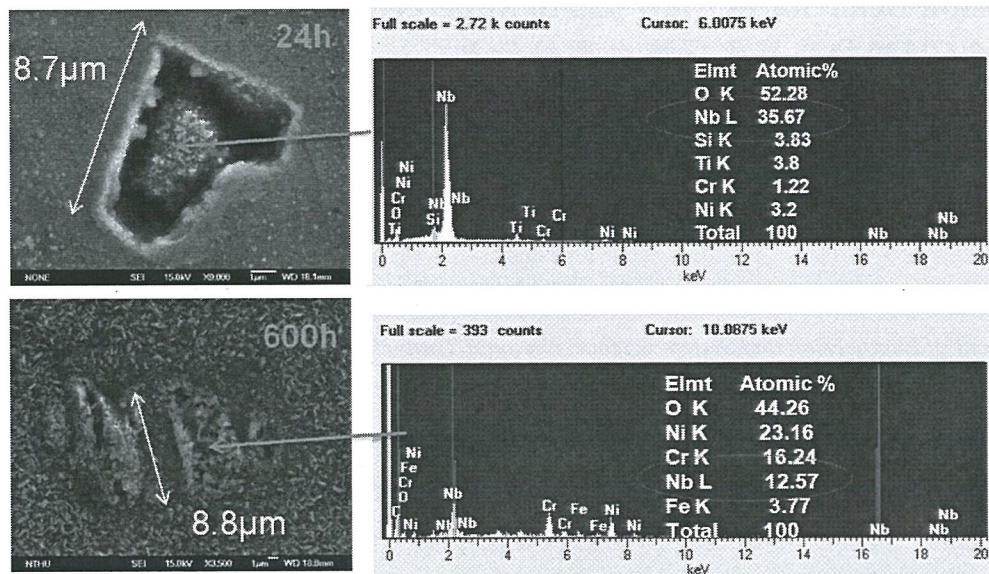 24h
8.7µm
NONE SEI 15.0kV X9,000 1µm WD 18.1mm
Full scale = 2.72 k counts Cursor: 6.0075 keV
Elmt Atomic%
O K 52.28
Nb L 35.67
Si K 3.83
Ti K 3.8
Cr K 1.22
Ni K 3.2
Total 100
Nb
Ni
Ni
Cr
O
Ti
Nb
Si
Nb
Ti
Ti
Cr
Cr
Ni
Ni
Nb
Nb
Nb
0 2 4 6 8 10 12 14 16 18 20
keV
600h
8.8µm
NTHU SEI 15.0kV X3,500 1µm WD 18.8mm
Full scale = 393 counts Cursor: 10.0875 keV
Elmt Atomic %
O K 44.26
Ni K 23.16
Cr K 16.24
Nb L 12.57
Fe K 3.77
Total 100
Ni
Fe
Cr
O
C
Ni
Nb
Nb
Nb
Cr
Cr
Fe
Fe
Ni
Ni
Nb
Nb
Nb
0 2 4 6 8 10 12 14 16 18 20
keV